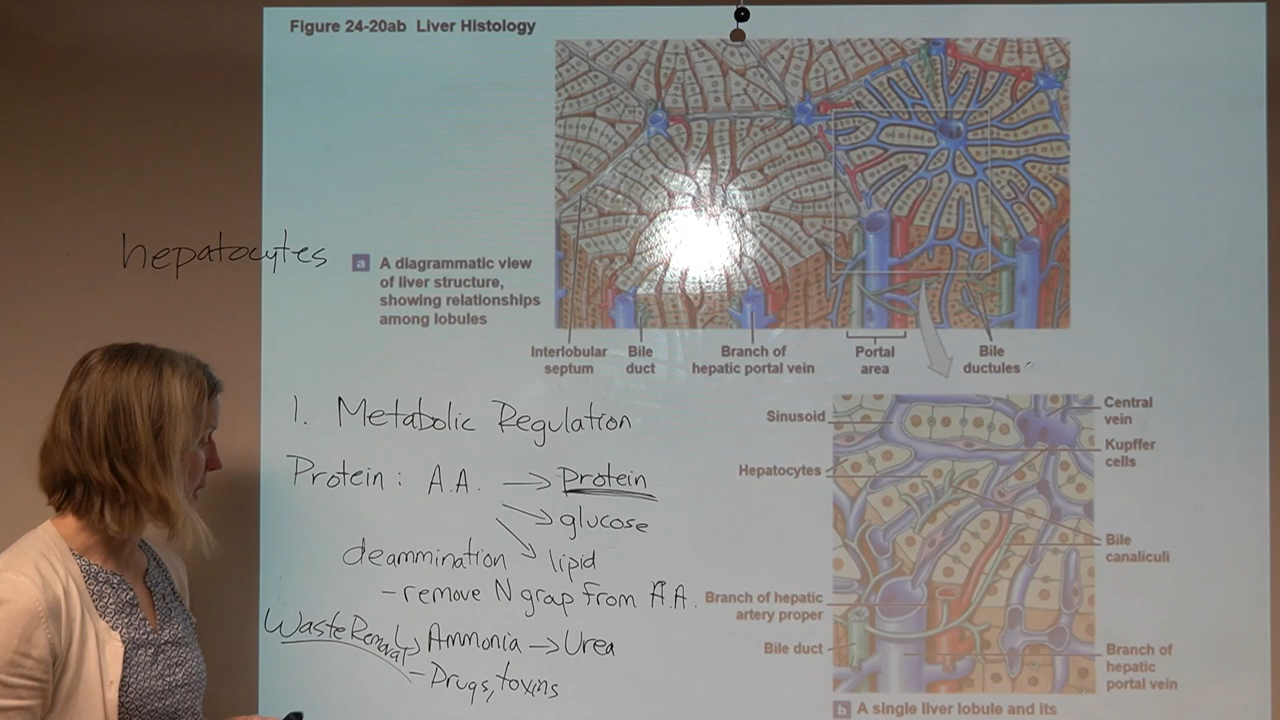 Figure 24-20ab Liver Histology
hepatocytes
a A diagrammatic view
of liver structure,
showing relationships
among lobules
Interlobular
septum
Bile
duct
Branch of
hepatic portal vein
Portal
area
Bile
ductules
1. Metabolic Regulation
Protein: A.A. → Protein
→ glucose
→ lipid
deammination
- remove N grap from A.A.
Waste Removal → Ammonia → Urea
- Drugs, toxins
Sinusoid
Hepatocytes
Branch of hepatic
artery proper
Bile duct
Central
vein
Kupffer
cells
Bile
canaliculi
Branch of
hepatic
portal vein
b A single liver lobule and its